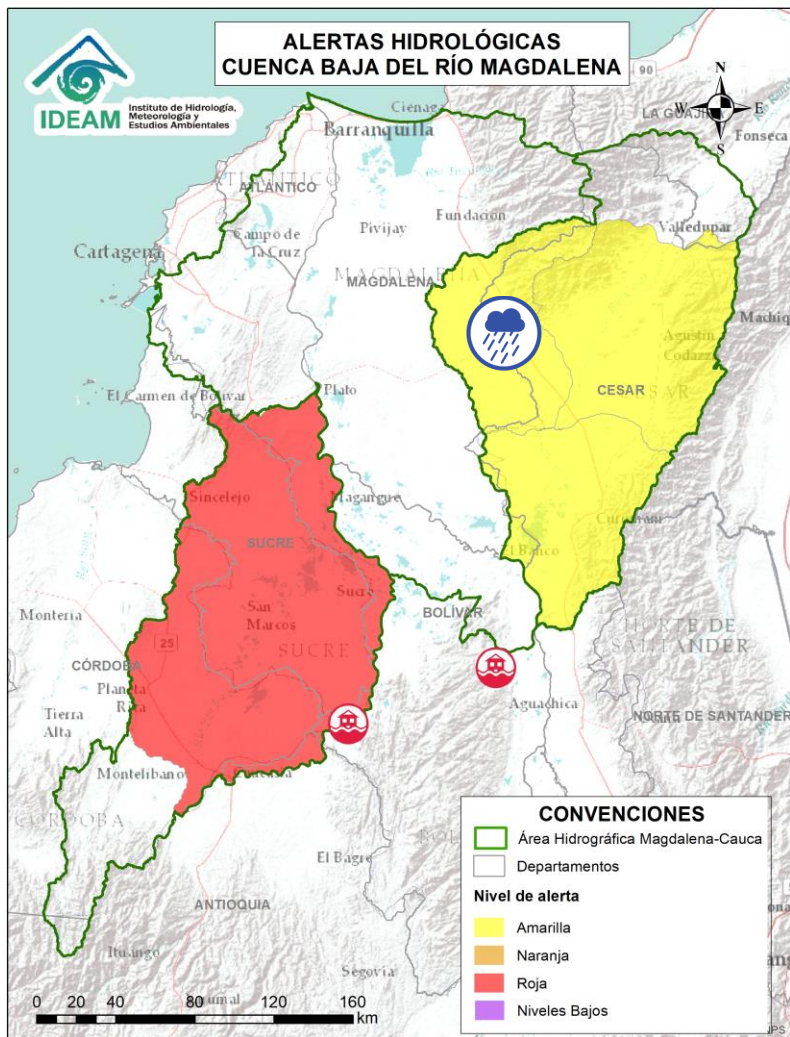 ALERTAS HIDROLÓGICAS
CUENCA BAJA DEL RÍO MAGDALENA
IDEAM
Instituto de Hidrología,
Meteorología y
Estudios Ambientales
N
W E
S
90
LA GUAJIRA
Fonseca
Ciénaga
Barranquilla
ATLÁNTICO
Fundación
Pivijay
Valledupar
Campo de
La Cruz
Cartagena
MAGDALENA
Agustín
Codazzi
CESAR
El Carmen de Bolívar
Plato
Sincelejo
Magangué
SUCRE
El Banco
Sucre
BOLÍVAR
San
Marcos
SUCRE
Montería
NORTE DE
SANTANDER
25
CÓRDOBA
Planeta
Rica
Tierra
Alta
Aguachica
NORTE DE SANTANDER
Montelíbano
CÓRDOBA
El Bagre
ANTIOQUIA
Ituango
Segovia
0 20 40 80 120 160
km
CONVENCIONES
Área Hidrográfica Magdalena-Cauca
Departamentos
Nivel de alerta
Amarilla
Naranja
Roja
Niveles Bajos